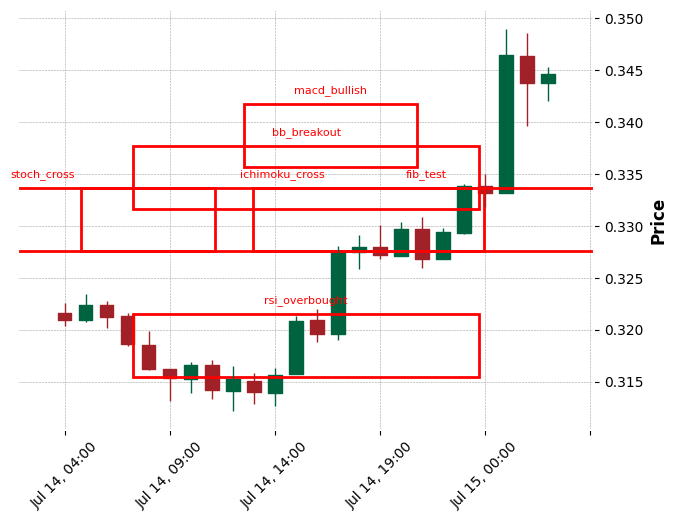 0.350
0.345
macd_bullish
0.340
bb_breakout
stoch_cross
ichimoku_cross
fib_test
0.335
0.330
Price
0.325
rsi_overbought
0.320
0.315
Jul 14, 04:00
Jul 14, 09:00
Jul 14, 14:00
Jul 14, 19:00
Jul 15, 00:00